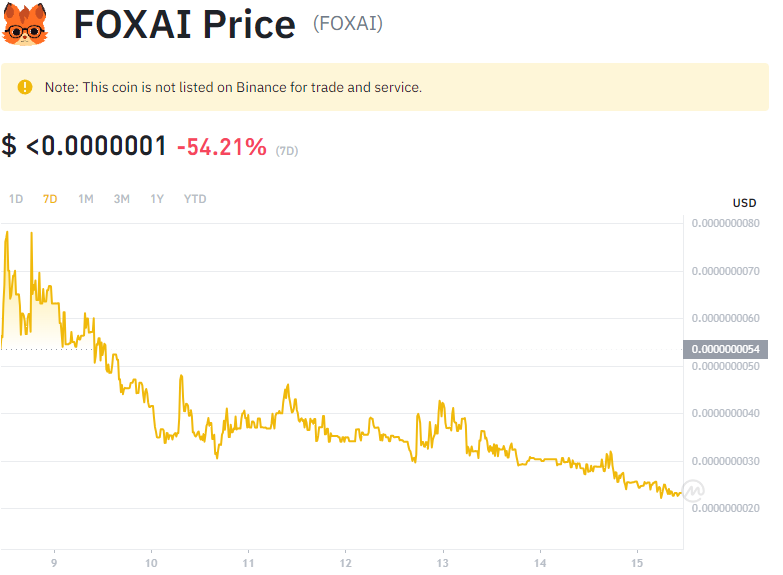 FOXAI Price (FOXAI)
Note: This coin is not listed on Binance for trade and service.
$ <0.0000001 -54.21% (7D)
1D 7D 1M 3M 1Y YTD
USD
0.0000000080
0.0000000070
0.0000000060
0.0000000054
0.0000000050
0.0000000040
0.0000000030
0.0000000020
9 10 11 12 13 14 15